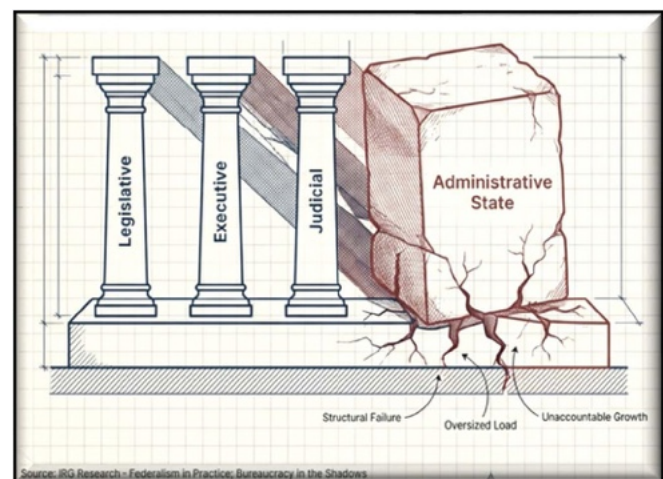 Legislative
Executive
Judicial
Administrative
State
Structural Failure
Oversized Load
Unaccountable Growth
Source: IRG Research - Federalism in Practice: Bureaucracy in the Shadows